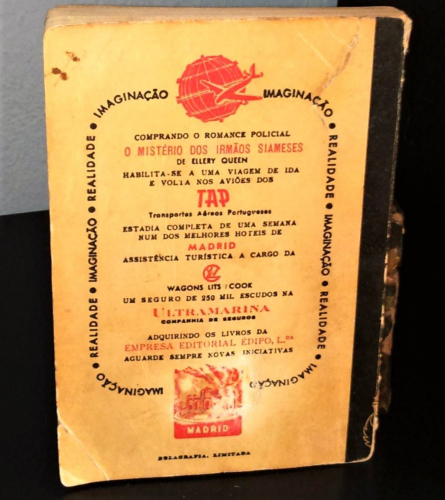 IMAGINAÇÃO IMAGINAÇÃO
COMPRANDO O ROMANCE POLICIAL
O MISTÉRIO DOS IRMÃOS SIAMESES
DE ELLERY QUEEN
HABILITA-SE A UMA VIAGEM DE IDA
E VOLTA NOS AVIÕES DOS
TAP
Transportes Aéreos Portugueses
ESTADIA COMPLETA DE UMA SEMANA
NUM DOS MELHORES HOTEIS DE
MADRID
ASSISTÊNCIA TURÍSTICA A CARGO DA
WAGONS LITS / COOK
UM SEGURO DE 250 MIL ESCUDOS NA
ULTRAMARINA
COMPANHIA DE SEGUROS
ADQUIRINDO OS LIVROS DA
EMPRESA EDITORIAL ÉDIPO, L.DA
AGUARDE SEMPRE NOVAS INICIATIVAS
MADRID
IMAGINAÇÃO • REALIDADE • IMAGINAÇÃO • REALIDADE •
• REALIDADE • IMAGINAÇÃO • REALIDADE • IMAGINAÇÃO
BOLAGRAFIA, LIMITADA